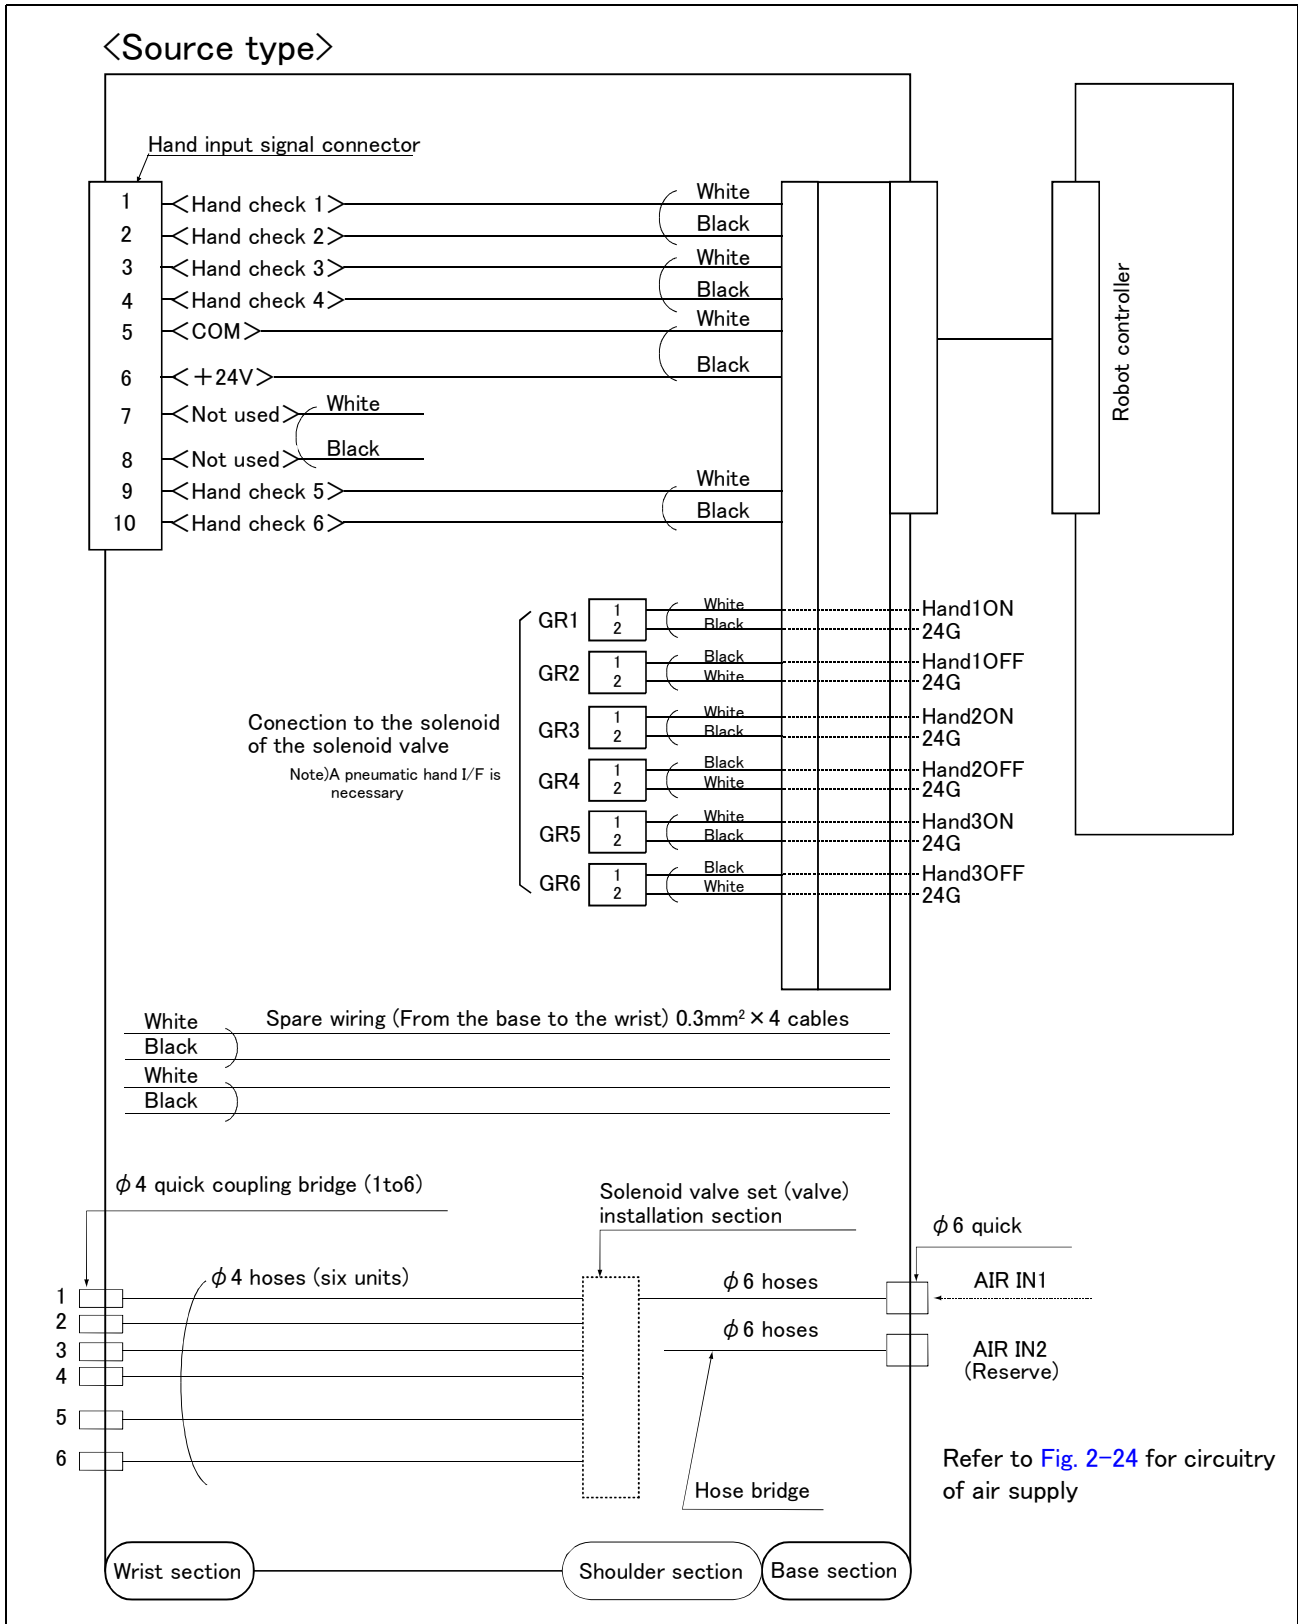 <Source type>
Hand input signal connector
1 <Hand check 1> White
2 <Hand check 2> Black
3 <Hand check 3> White
4 <Hand check 4> Black
5 <COM> White
6 <+24V> Black
7 <Not used> White
8 <Not used> Black
9 <Hand check 5> White
10 <Hand check 6> Black
Robot controller
GR1 1 White Hand1ON
2 Black 24G
GR2 1 Black Hand1OFF
2 White 24G
GR3 1 White Hand2ON
2 Black 24G
GR4 1 Black Hand2OFF
2 White 24G
GR5 1 White Hand3ON
2 Black 24G
GR6 1 Black Hand3OFF
2 White 24G
Conection to the solenoid
of the solenoid valve
Note)A pneumatic hand I/F is
necessary
White Spare wiring (From the base to the wrist) 0.3mm²×4 cables
Black
White
Black
φ4 quick coupling bridge (1to6)
Solenoid valve set (valve)
installation section
φ6 quick
φ4 hoses (six units)
φ6 hoses
AIR IN1
φ6 hoses
AIR IN2
(Reserve)
1
2
3
4
5
6
Hose bridge
Refer to Fig. 2-24 for circuitry
of air supply
Wrist section
Shoulder section
Base section